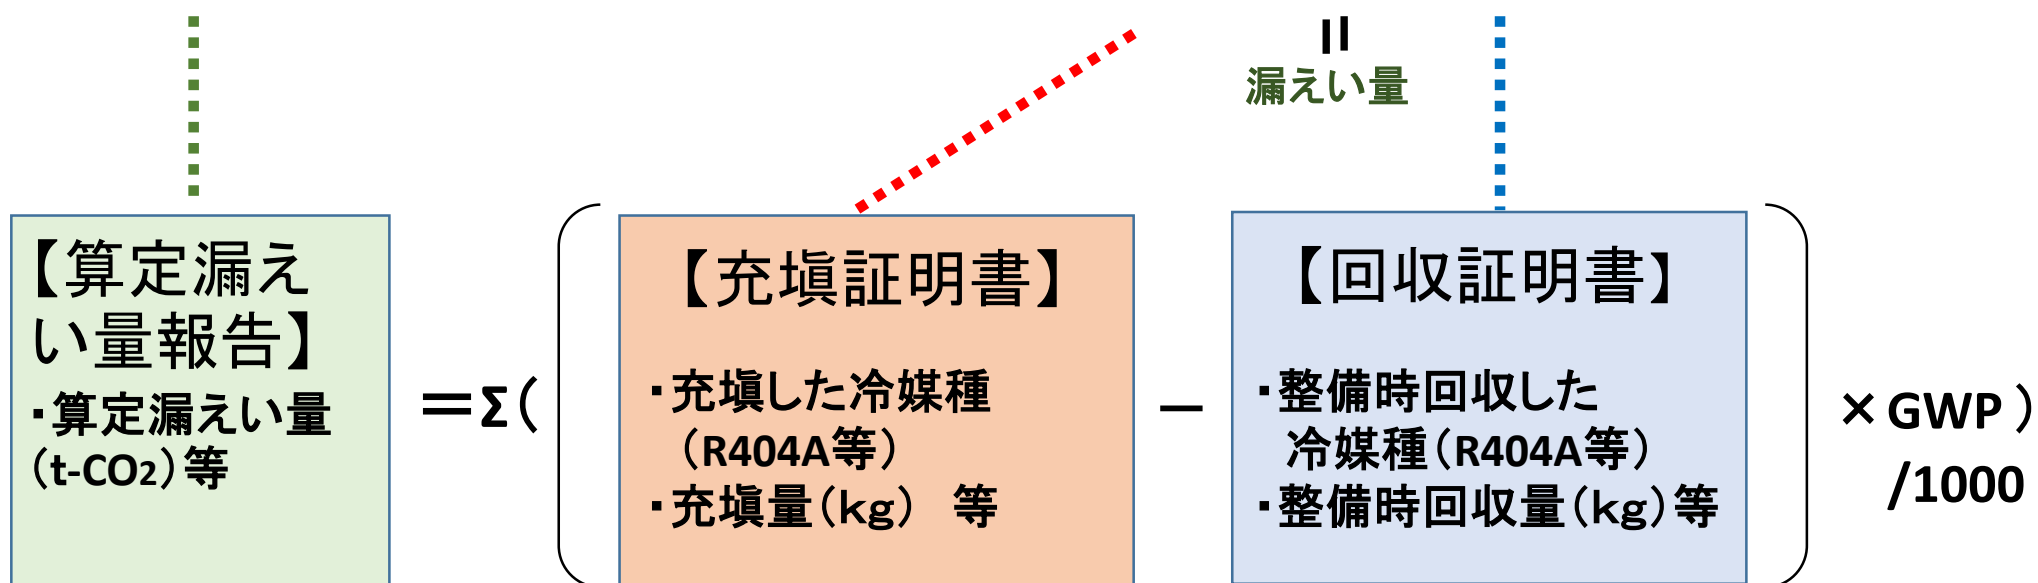 =
漏えい量
【算定漏え
い量報告】
・算定漏えい量
（t-CO2）等
＝Σ（
【充塡証明書】
・充塡した冷媒種
（R404A等）
・充塡量（kg） 等
－
【回収証明書】
・整備時回収した
冷媒種（R404A等）
・整備時回収量（kg）等
×GWP）
/1000